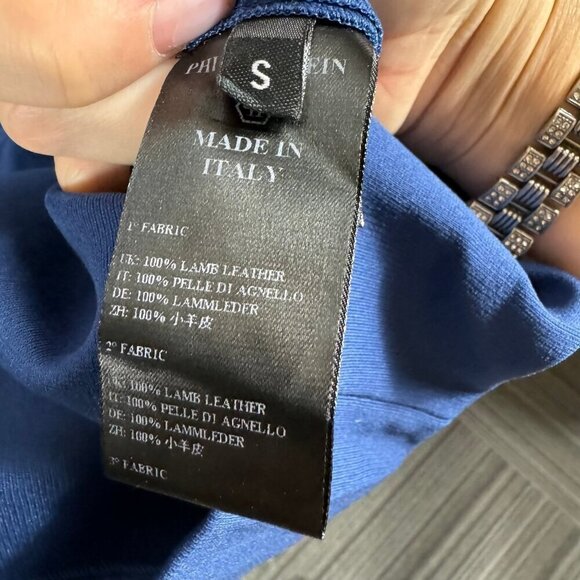 S
MADE IN
ITALY
1° FABRIC
UK: 100% LAMB LEATHER
IT: 100% PELLE DI AGNELLO
DE: 100% LAMMLEDER
ZH: 100% 小羊皮
2° FABRIC
UK: 100% LAMB LEATHER
IT: 100% PELLE DI AGNELLO
DE: 100% LAMMLEDER
ZH: 100% 小羊皮
3° FABRIC